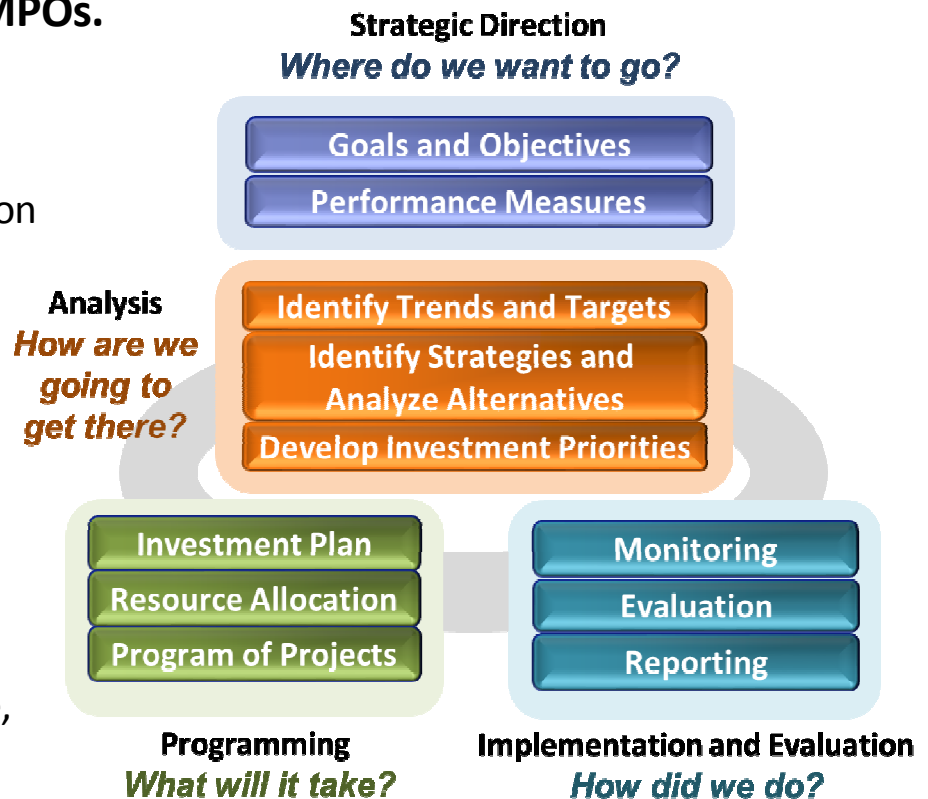 MPOs.
Strategic Direction
Where do we want to go?
Goals and Objectives
Performance Measures
on
Analysis
How are we
going to
get there?
Identify Trends and Targets
Identify Strategies and
Analyze Alternatives
Develop Investment Priorities
Investment Plan
Resource Allocation
Program of Projects
Monitoring
Evaluation
Reporting
,
Programming
What will it take?
Implementation and Evaluation
How did we do?